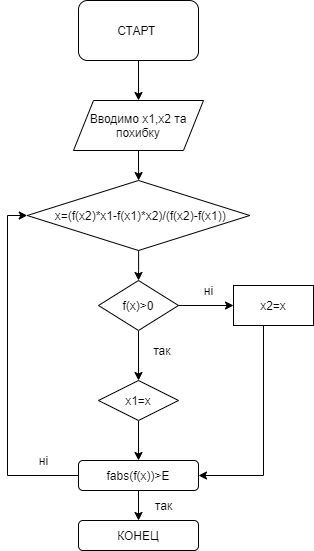 СТАРТ
Вводимо x1,x2 та
похибку
x=(f(x2)*x1-f(x1)*x2)/(f(x2)-f(x1))
f(x)>0
ні
x2=x
так
x1=x
ні
fabs(f(x))>E
так
КОНЕЦ